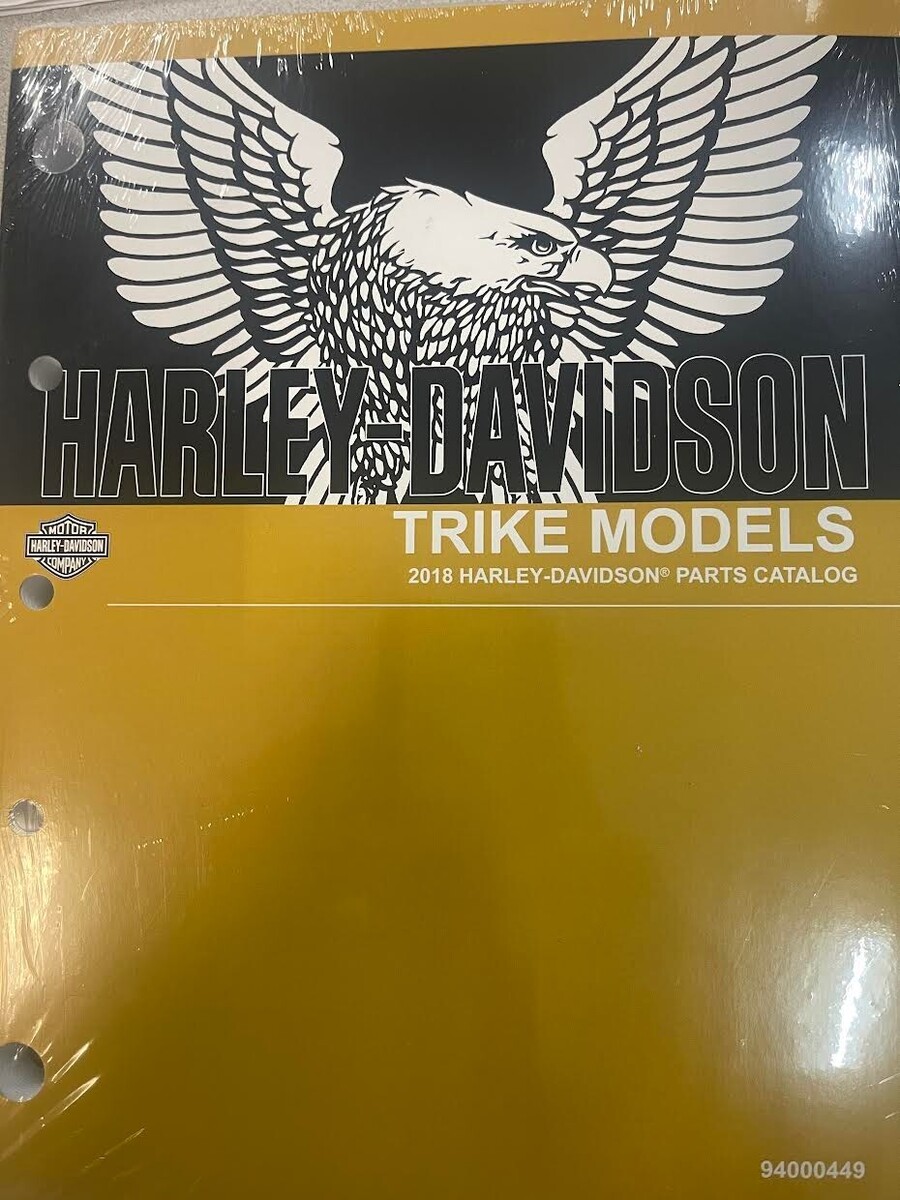 HARLEY-DAVIDSON
TRIKE MODELS
2018 HARLEY-DAVIDSON® PARTS CATALOG
MOTOR
HARLEY-DAVIDSON
COMPANY
94000449